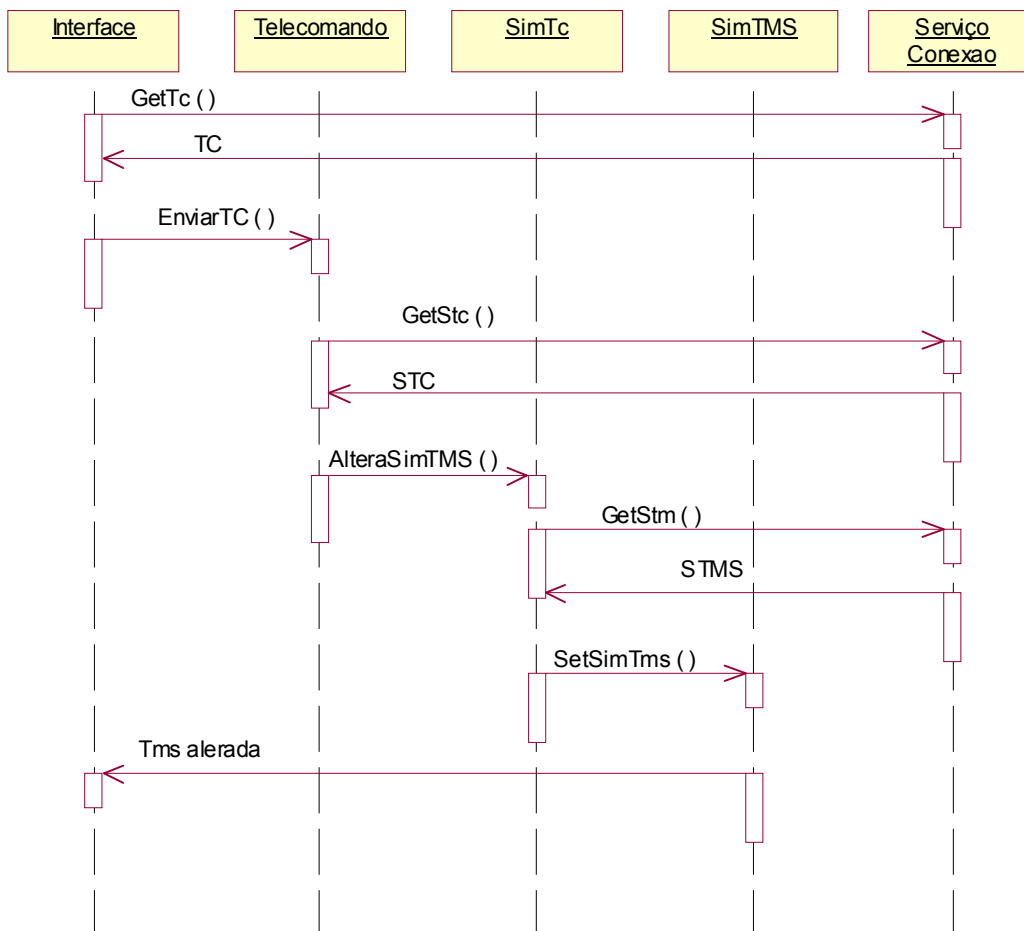 Interface
Telecomando
SimTc
SimTMS
Serviço
Conexao
GetTc ( )
TC
EnviarTC ( )
GetStc ( )
STC
AlteraSimTMS ( )
GetStm ( )
STMS
SetSimTms ( )
Tms alerada